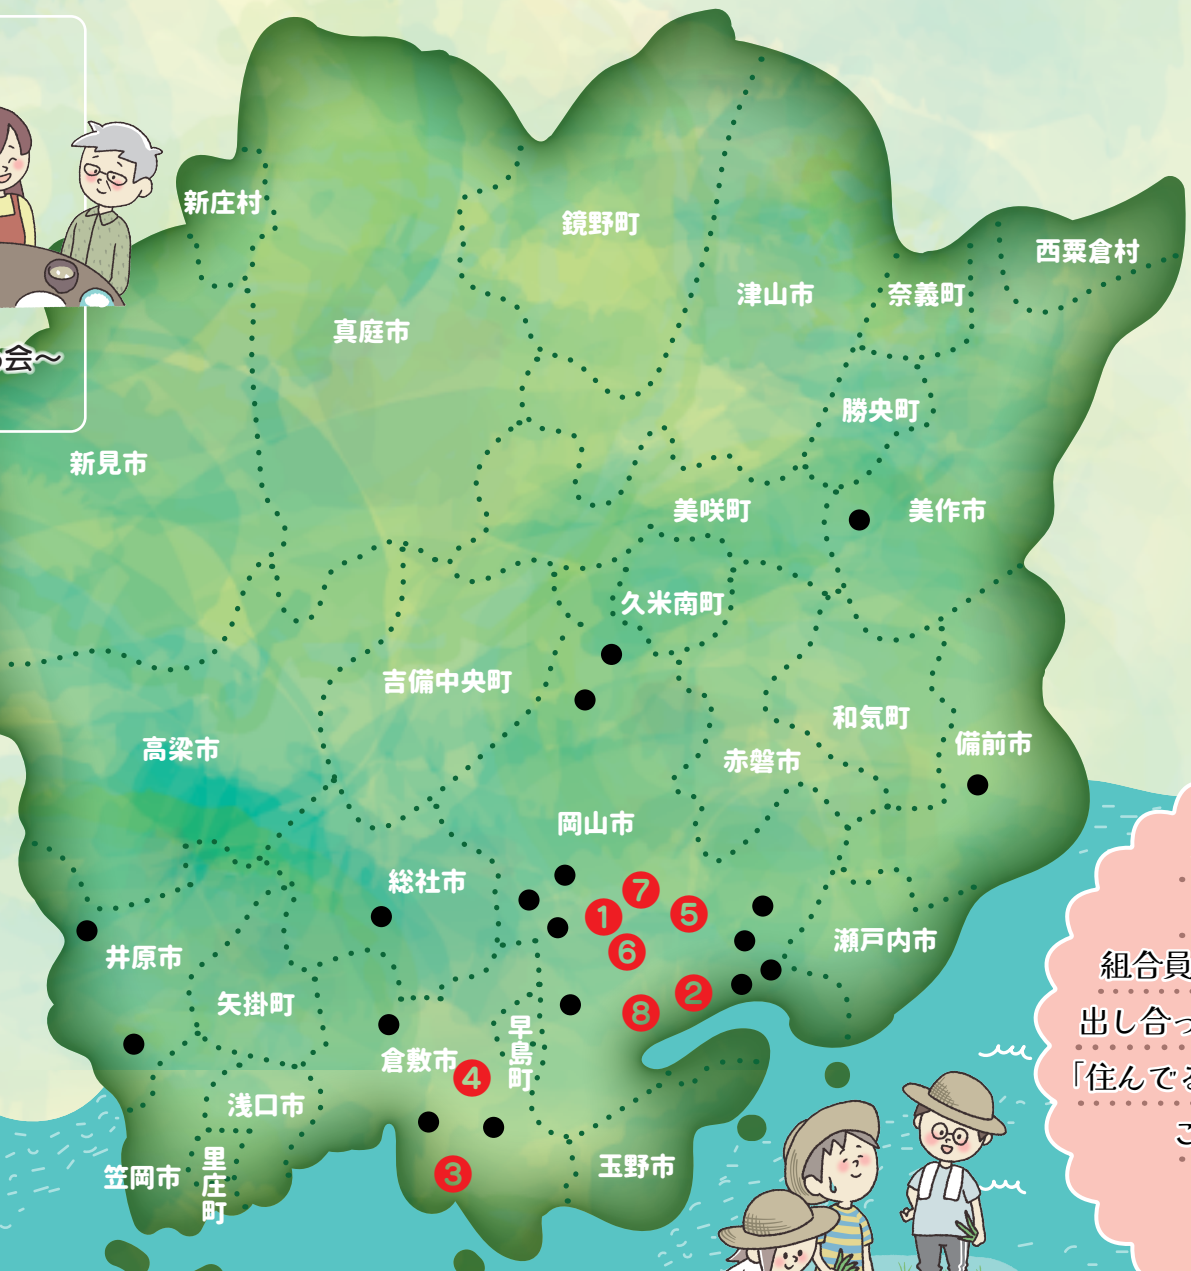 新庄村
鏡野町
西粟倉村
津山市
奈義町
真庭市
会〜
勝央町
新見市
美咲町
美作市
久米南町
吉備中央町
和気町
高梁市
備前市
赤磐市
岡山市
総社市
7
1
5
瀬戸内市
6
井原市
組合員
2
矢掛町
8
出し合っ
早島町
倉敷市
4
「住んでる
浅口市
こ
笠岡市
里庄町
玉野市
3